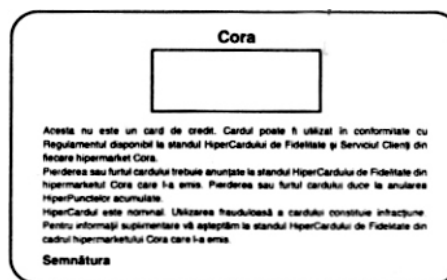 Cora
Acesta nu este un card de credit. Cardul poate fi utilizat in conformitate cu
Regulamentul disponibil la standul HiperCardului de Fidelitate și Serviciul Clienți din
fiecare hipermarket Cora.
Pierderea sau furtul cardului trebuie anunțate la standul HiperCardului de Fidelitate din
hipermarketul Cora care l-a emis. Pierderea sau furtul cardului duce la anularea
HiperPunctelor acumulate.
HiperCardul este nominal. Utilizarea frauduloasă a cardului constituie infracțiune.
Pentru informații suplimentare vă așteptăm la standul HiperCardului de Fidelitate din
cadrul hipermarketului Cora care l-a emis.
Semnătura